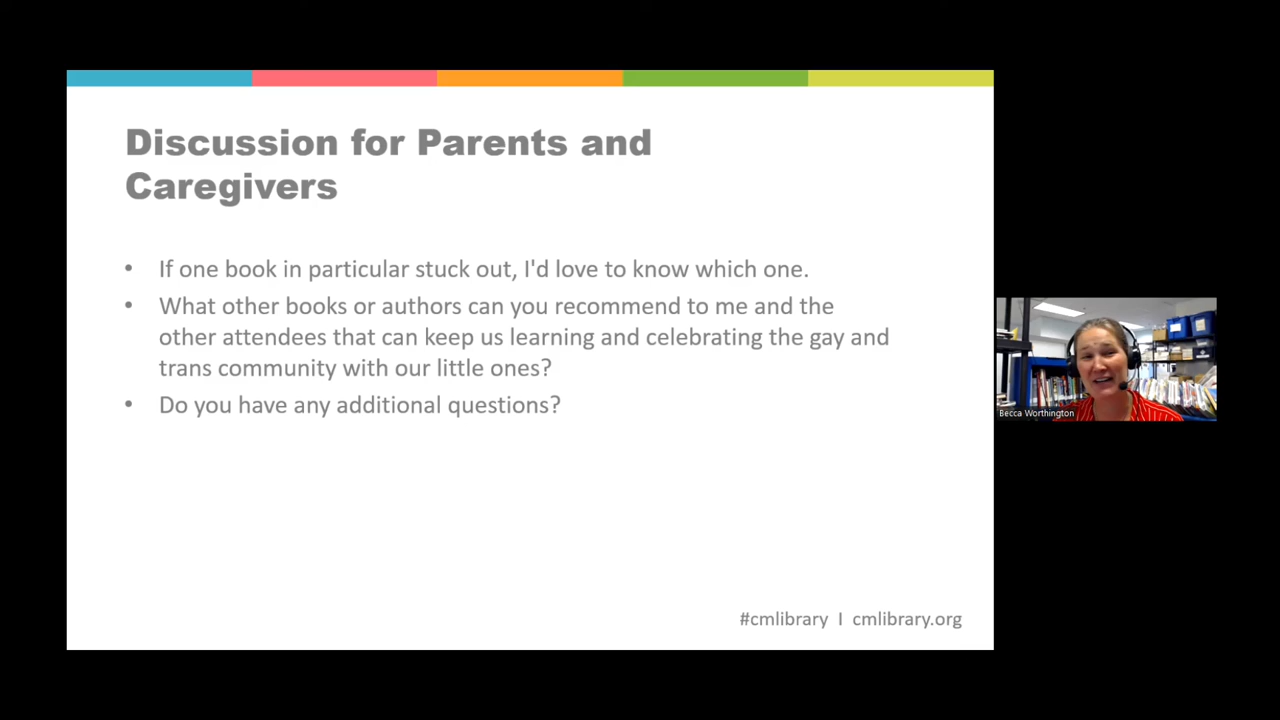 Discussion for Parents and
Caregivers
• If one book in particular stuck out, I'd love to know which one.
• What other books or authors can you recommend to me and the
other attendees that can keep us learning and celebrating the gay and
trans community with our little ones?
• Do you have any additional questions?
#cmlibrary I cmlibrary.org
Becca Worthington